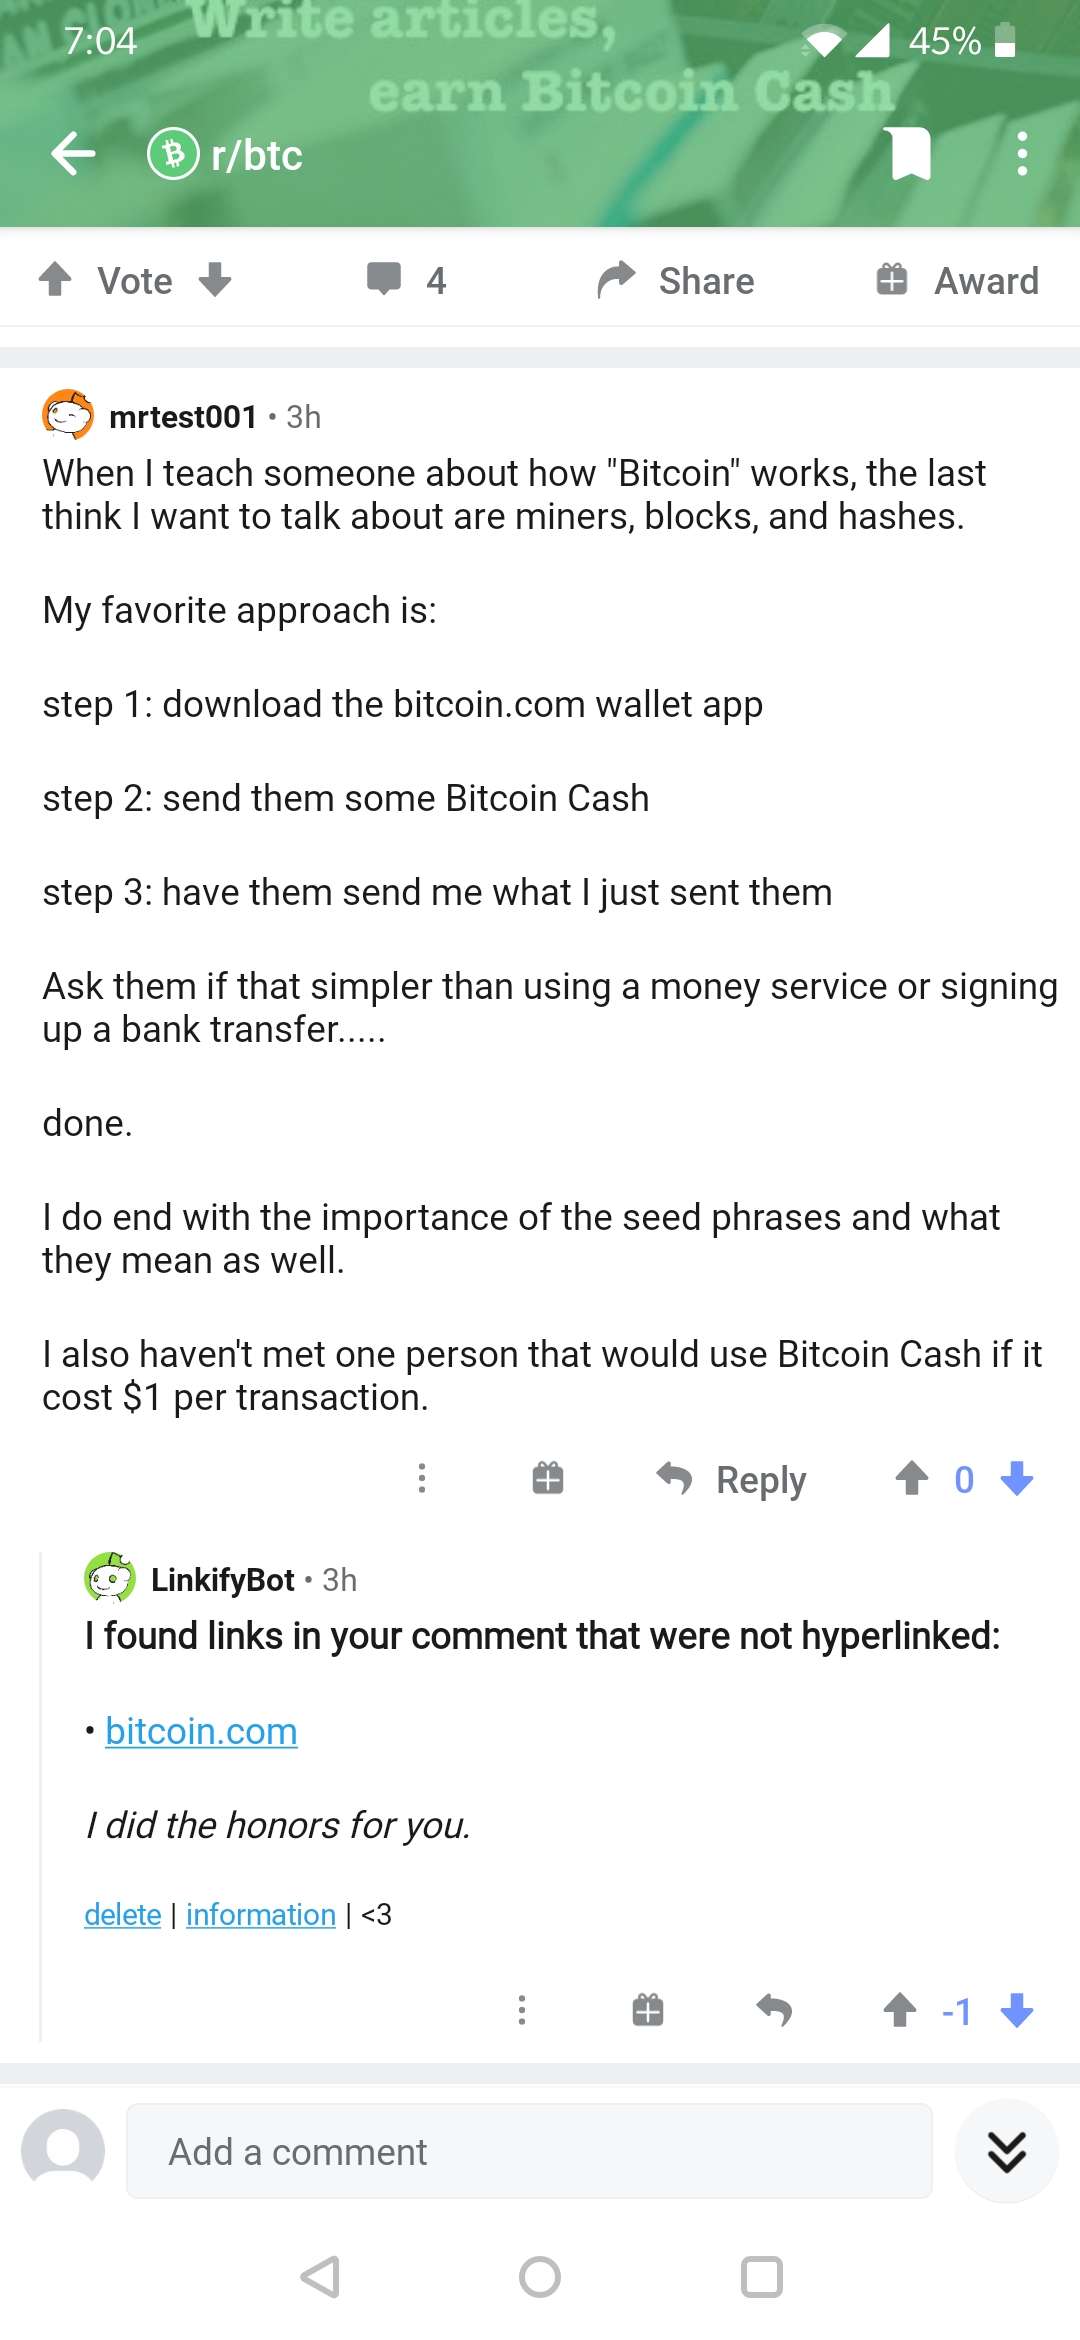 Write articles,
7:04
45%
earn Bitcoin Cash
r/btc
Vote
4
Share
Award
mrtest001 • 3h
When I teach someone about how "Bitcoin" works, the last
think I want to talk about are miners, blocks, and hashes.
My favorite approach is:
step 1: download the bitcoin.com wallet app
step 2: send them some Bitcoin Cash
step 3: have them send me what I just sent them
Ask them if that simpler than using a money service or signing
up a bank transfer.....
done.
I do end with the importance of the seed phrases and what
they mean as well.
I also haven't met one person that would use Bitcoin Cash if it
cost $1 per transaction.
Reply
0
LinkifyBot • 3h
I found links in your comment that were not hyperlinked:
• bitcoin.com
I did the honors for you.
delete | information | <3
-1
Add a comment